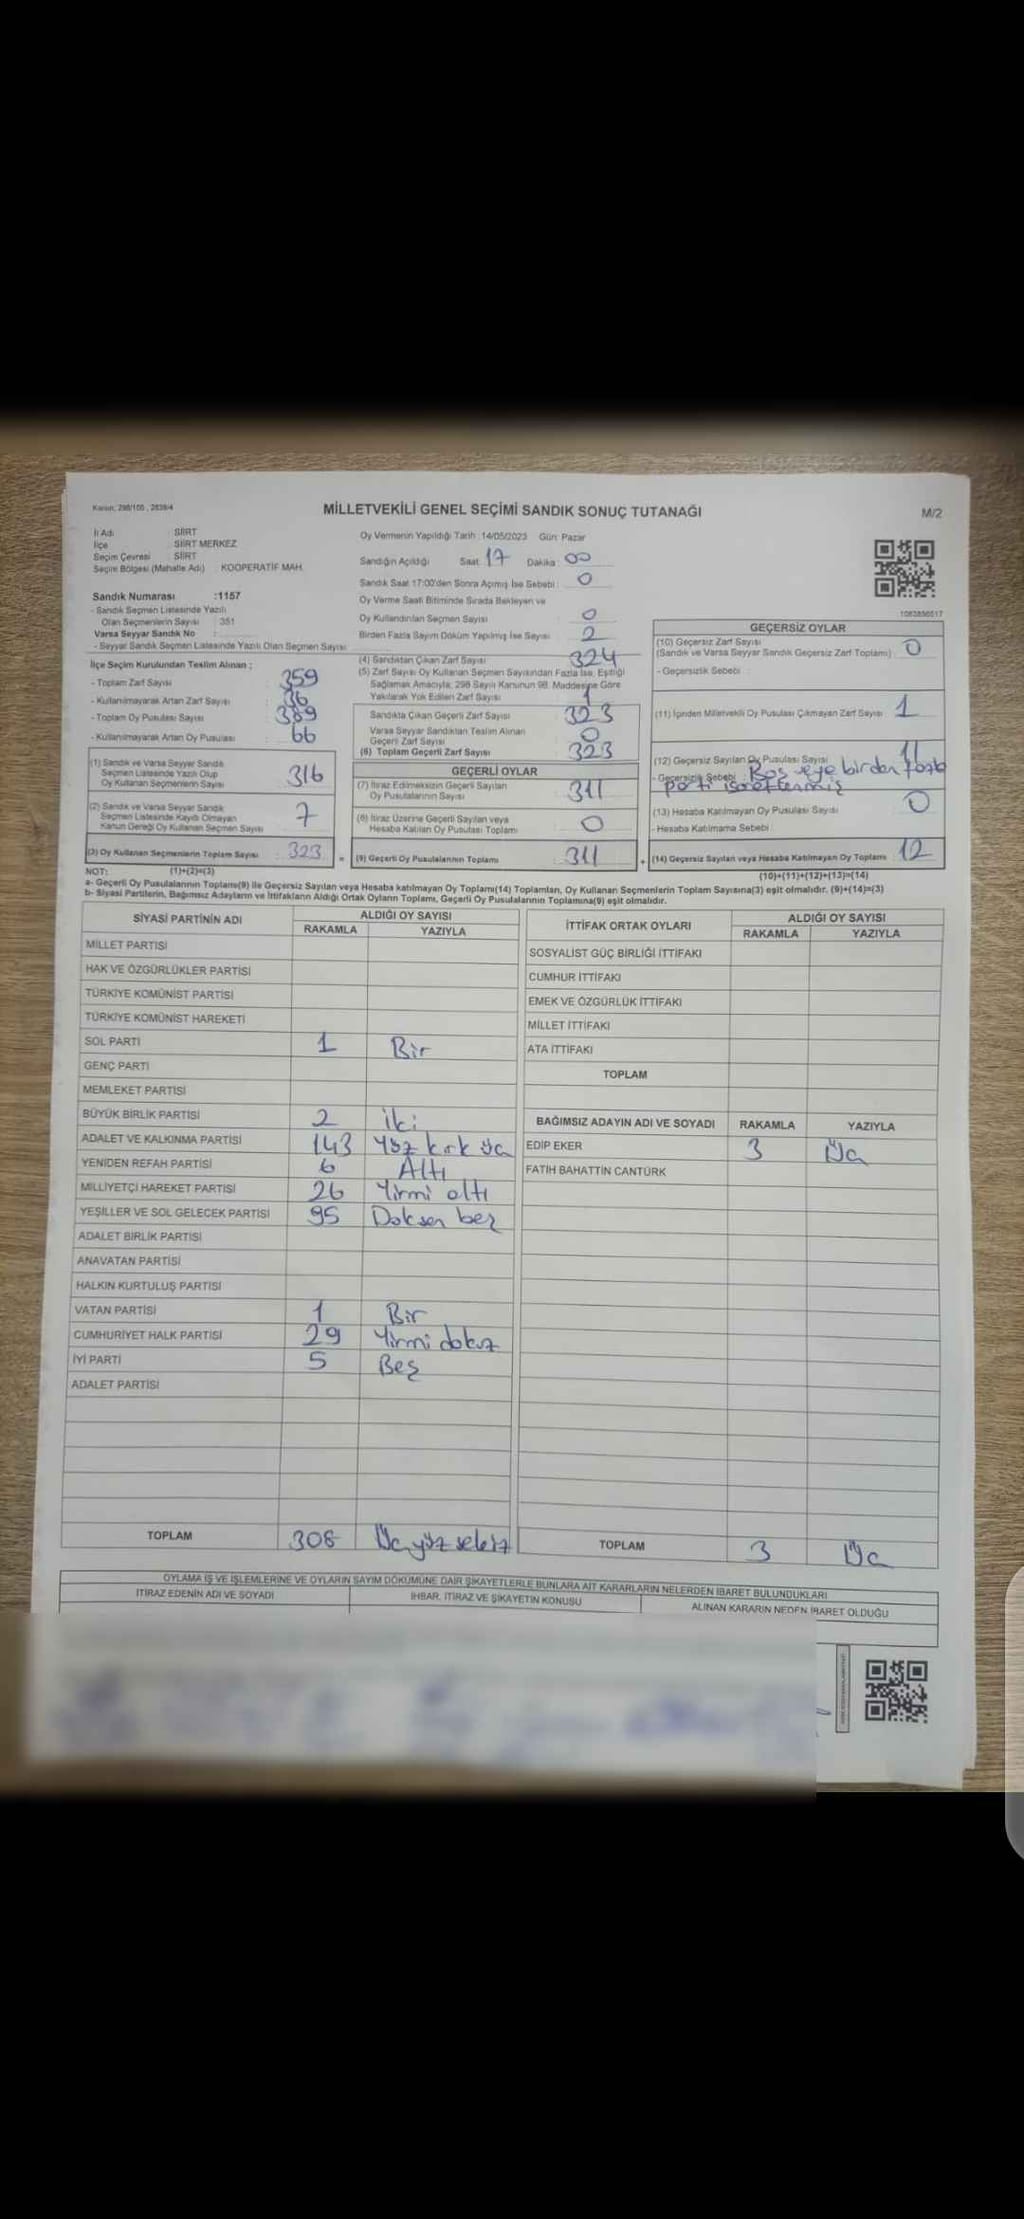 Kanun: 298/105 , 2839/4
MİLLETVEKİLİ GENEL SEÇİMİ SANDIK SONUÇ TUTANAĞI
M/2
İl Adı : SİİRT
İlçe : SİİRT MERKEZ
Seçim Çevresi : SİİRT
Seçim Bölgesi (Mahalle Adı) : KOOPERATİF MAH.
Sandık Numarası :1157
- Sandık Seçmen Listesinde Yazılı
Olan Seçmenlerin Sayısı : 351
Varsa Seyyar Sandık No :
- Seyyar Sandık Seçmen Listesinde Yazılı Olan Seçmen Sayısı :
İlçe Seçim Kurulundan Teslim Alınan ;
- Toplam Zarf Sayısı : 359
- Kullanılmayarak Artan Zarf Sayısı : 36
- Toplam Oy Pusulası Sayısı : 389
- Kullanılmayarak Artan Oy Pusulası : 66
(1) Sandık ve Varsa Seyyar Sandık
Seçmen Listesinde Yazılı Olup
Oy Kullanan Seçmenlerin Sayısı 316
(2) Sandık ve Varsa Seyyar Sandık
Seçmen Listesinde Kayıtlı Olmayan
Kanun Gereği Oy Kullanan Seçmen Sayısı 7
(3) Oy Kullanan Seçmenlerin Toplam Sayısı : 323
Oy Vermenin Yapıldığı Tarih :14/05/2023 Gün: Pazar
Sandığın Açıldığı Saat: 17 Dakika : 00
Sandık Saat 17:00'den Sonra Açılmış İse Sebebi : 0
Oy Verme Saati Bitiminde Sırada Bekleyen ve
Oy Kullandırılan Seçmen Sayısı : 0
Birden Fazla Sayım Döküm Yapılmış İse Sayısı : 2
(4) Sandıktan Çıkan Zarf Sayısı : 324
(5) Zarf Sayısı Oy Kullanan Seçmen Sayısından Fazla İse, Eşitliği
Sağlamak Amacıyla; 298 Sayılı Kanunun 98. Maddesine Göre
Yakılarak Yok Edilen Zarf Sayısı : 1
Sandıkta Çıkan Geçerli Zarf Sayısı : 323
Varsa Seyyar Sandıktan Teslim Alınan
Geçerli Zarf Sayısı : 0
(6) Toplam Geçerli Zarf Sayısı : 323
GEÇERLİ OYLAR
(7) İtiraz Edilmeksizin Geçerli Sayılan
Oy Pusulalarının Sayısı : 311
(8) İtiraz Üzerine Geçerli Sayılan veya
Hesaba Katılan Oy Pusulası Toplamı : 0
= (9) Geçerli Oy Pusulalarının Toplamı : 311
1083856517
GEÇERSİZ OYLAR
(10) Geçersiz Zarf Sayısı
(Sandık ve Varsa Seyyar Sandık Geçersiz Zarf Toplamı) : 0
- Geçersizlik Sebebi :
(11) İçinden Milletvekili Oy Pusulası Çıkmayan Zarf Sayısı : 1
(12) Geçersiz Sayılan Oy Pusulası Sayısı : 11
- Geçersizlik Sebebi : Boş veya birden fazla
parti işaretlenmiş
(13) Hesaba Katılmayan Oy Pusulası Sayısı : 0
- Hesaba Katılmama Sebebi :
+ (14) Geçersiz Sayılan veya Hesaba Katılmayan Oy Toplamı : 12
NOT: (1)+(2)=(3)
(10)+(11)+(12)+(13)=(14)
a- Geçerli Oy Pusulalarının Toplamı(9) ile Geçersiz Sayılan veya Hesaba katılmayan Oy Toplamı(14) Toplamları, Oy Kullanan Seçmenlerin Toplam Sayısına(3) eşit olmalıdır. (9)+(14)=(3)
b- Siyasi Partilerin, Bağımsız Adayların ve İttifakların Aldığı Ortak Oyların Toplamı, Geçerli Oy Pusulalarının Toplamına(9) eşit olmalıdır.
SİYASİ PARTİNİN ADI ALDIĞI OY SAYISI
RAKAMLA YAZIYLA
MİLLET PARTİSİ
HAK VE ÖZGÜRLÜKLER PARTİSİ
TÜRKİYE KOMÜNİST PARTİSİ
TÜRKİYE KOMÜNİST HAREKETİ
SOL PARTİ 1 Bir
GENÇ PARTİ
MEMLEKET PARTİSİ
BÜYÜK BİRLİK PARTİSİ 2 iki
ADALET VE KALKINMA PARTİSİ 143 Yüz kırk üç
YENİDEN REFAH PARTİSİ 6 Altı
MİLLİYETÇİ HAREKET PARTİSİ 26 Yirmi altı
YEŞİLLER VE SOL GELECEK PARTİSİ 95 Doksan beş
ADALET BİRLİK PARTİSİ
ANAVATAN PARTİSİ
HALKIN KURTULUŞ PARTİSİ
VATAN PARTİSİ 1 Bir
CUMHURİYET HALK PARTİSİ 29 Yirmi dokuz
İYİ PARTİ 5 Beş
ADALET PARTİSİ
TOPLAM 308 Üçyüz sekiz
İTTİFAK ORTAK OYLARI ALDIĞI OY SAYISI
RAKAMLA YAZIYLA
SOSYALİST GÜÇ BİRLİĞİ İTTİFAKI
CUMHUR İTTİFAKI
EMEK VE ÖZGÜRLÜK İTTİFAKI
MİLLET İTTİFAKI
ATA İTTİFAKI
TOPLAM
BAĞIMSIZ ADAYIN ADI VE SOYADI RAKAMLA YAZIYLA
EDİP EKER 3 Üç
FATİH BAHATTİN CANTÜRK
TOPLAM 3 Üç
OYLAMA İŞ VE İŞLEMLERİNE VE OYLARIN SAYIM DÖKÜMÜNE DAİR ŞİKAYETLERLE BUNLARA AİT KARARLARIN NELERDEN İBARET BULUNDUKLARI
İTİRAZ EDENİN ADI VE SOYADI İHBAR, İTİRAZ VE ŞİKAYETİN KONUSU ALINAN KARARIN NEDEN İBARET OLDUĞU